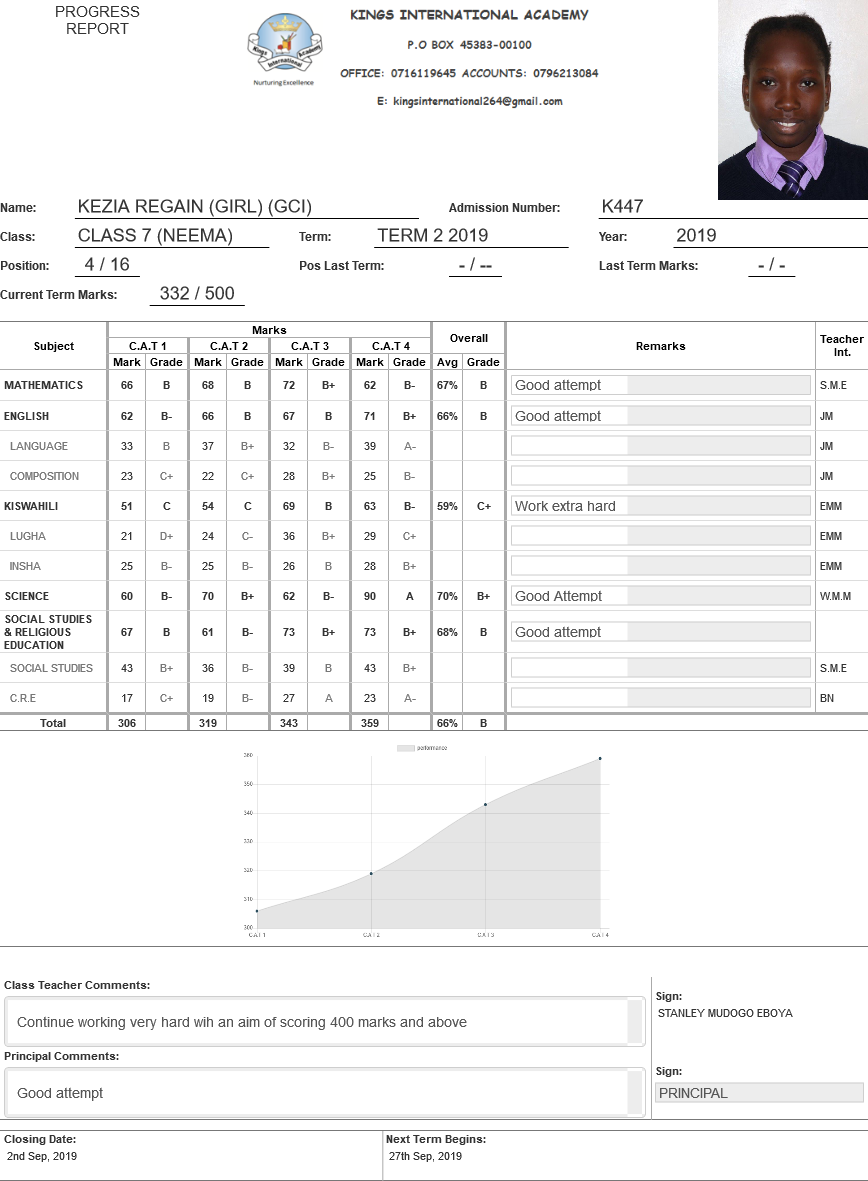 PROGRESS
REPORT
KINGS INTERNATIONAL ACADEMY
P.O BOX 45383-00100
OFFICE: 0716119645 ACCOUNTS: 0796213084
E: kingsinternational264@gmail.com
Kings International Academy
Nurturing Excellence
Name: KEZIA REGAIN (GIRL) (GCI) Admission Number: K447
Class: CLASS 7 (NEEMA) Term: TERM 2 2019 Year: 2019
Position: 4 / 16 Pos Last Term: - / -- Last Term Marks: - / -
Current Term Marks: 332 / 500
Subject Marks Overall Remarks Teacher Int.
C.A.T 1 C.A.T 2 C.A.T 3 C.A.T 4
Mark Grade Mark Grade Mark Grade Mark Grade Avg Grade
MATHEMATICS 66 B 68 B 72 B+ 62 B- 67% B Good attempt S.M.E
ENGLISH 62 B- 66 B 67 B 71 B+ 66% B Good attempt JM
LANGUAGE 33 B 37 B+ 32 B- 39 A- JM
COMPOSITION 23 C+ 22 C+ 28 B+ 25 B- JM
KISWAHILI 51 C 54 C 69 B 63 B- 59% C+ Work extra hard EMM
LUGHA 21 D+ 24 C- 36 B+ 29 C+ EMM
INSHA 25 B- 25 B- 26 B 28 B+ EMM
SCIENCE 60 B- 70 B+ 62 B- 90 A 70% B+ Good Attempt W.M.M
SOCIAL STUDIES
& RELIGIOUS
EDUCATION 67 B 61 B- 73 B+ 73 B+ 68% B Good attempt
SOCIAL STUDIES 43 B+ 36 B- 39 B 43 B+ S.M.E
C.R.E 17 C+ 19 B- 27 A 23 A- BN
Total 306 319 343 359 66% B
performance
360
350
340
330
320
310
300
CAT 1 CAT 2 CAT 3 CAT 4
Class Teacher Comments:
Continue working very hard wih an aim of scoring 400 marks and above
Sign:
STANLEY MUDOGO EBOYA
Principal Comments:
Good attempt
Sign:
PRINCIPAL
Closing Date:
2nd Sep, 2019
Next Term Begins:
27th Sep, 2019